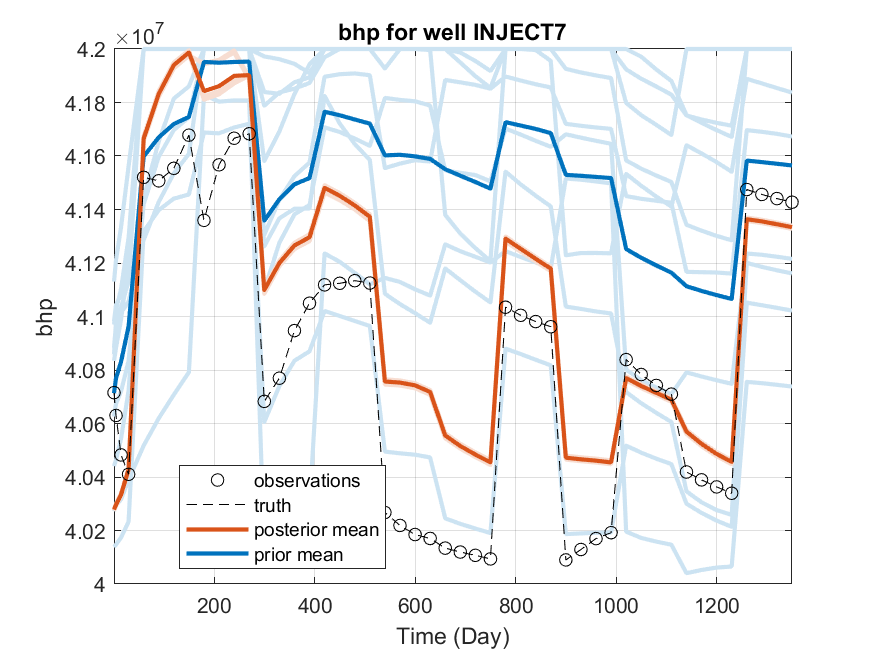 ×10⁷
bhp for well INJECT7
4.2
4.18
4.16
4.14
4.12
4.1
4.08
4.06
4.04
4.02
4
bhp
observations
truth
posterior mean
prior mean
200 400 600 800 1000 1200
Time (Day)